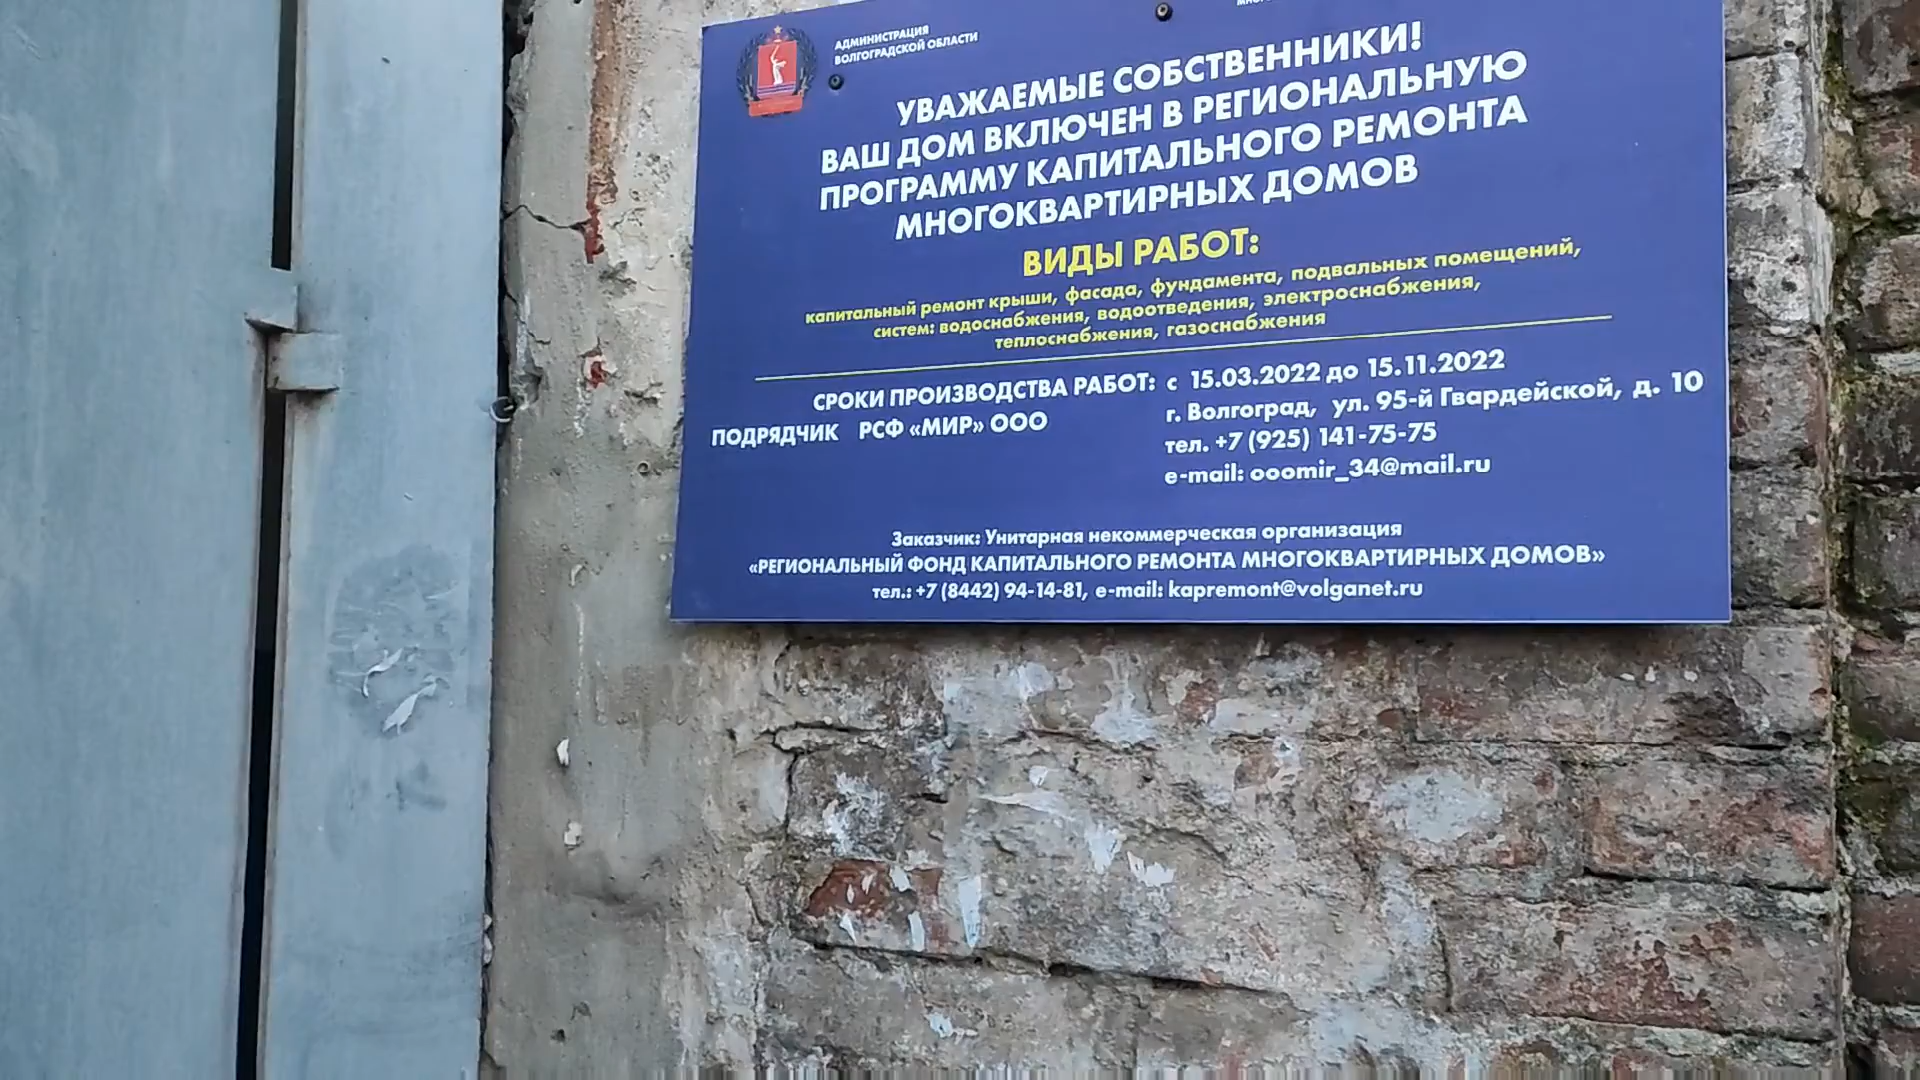 АДМИНИСТРАЦИЯ
ВОЛГОГРАДСКОЙ ОБЛАСТИ
УВАЖАЕМЫЕ СОБСТВЕННИКИ!
ВАШ ДОМ ВКЛЮЧЕН В РЕГИОНАЛЬНУЮ
ПРОГРАММУ КАПИТАЛЬНОГО РЕМОНТА
МНОГОКВАРТИРНЫХ ДОМОВ
ВИДЫ РАБОТ:
капитальный ремонт крыши, фасада, фундамента, подвальных помещений,
систем: водоснабжения, водоотведения, электроснабжения,
теплоснабжения, газоснабжения
СРОКИ ПРОИЗВОДСТВА РАБОТ: с 15.03.2022 до 15.11.2022
ПОДРЯДЧИК РСФ «МИР» ООО
г. Волгоград, ул. 95-й Гвардейской, д. 10
тел. +7 (925) 141-75-75
e-mail: ooomir_34@mail.ru
Заказчик: Унитарная некоммерческая организация
«РЕГИОНАЛЬНЫЙ ФОНД КАПИТАЛЬНОГО РЕМОНТА МНОГОКВАРТИРНЫХ ДОМОВ»
тел.: +7 (8442) 94-14-81, e-mail: kapremont@volganet.ru